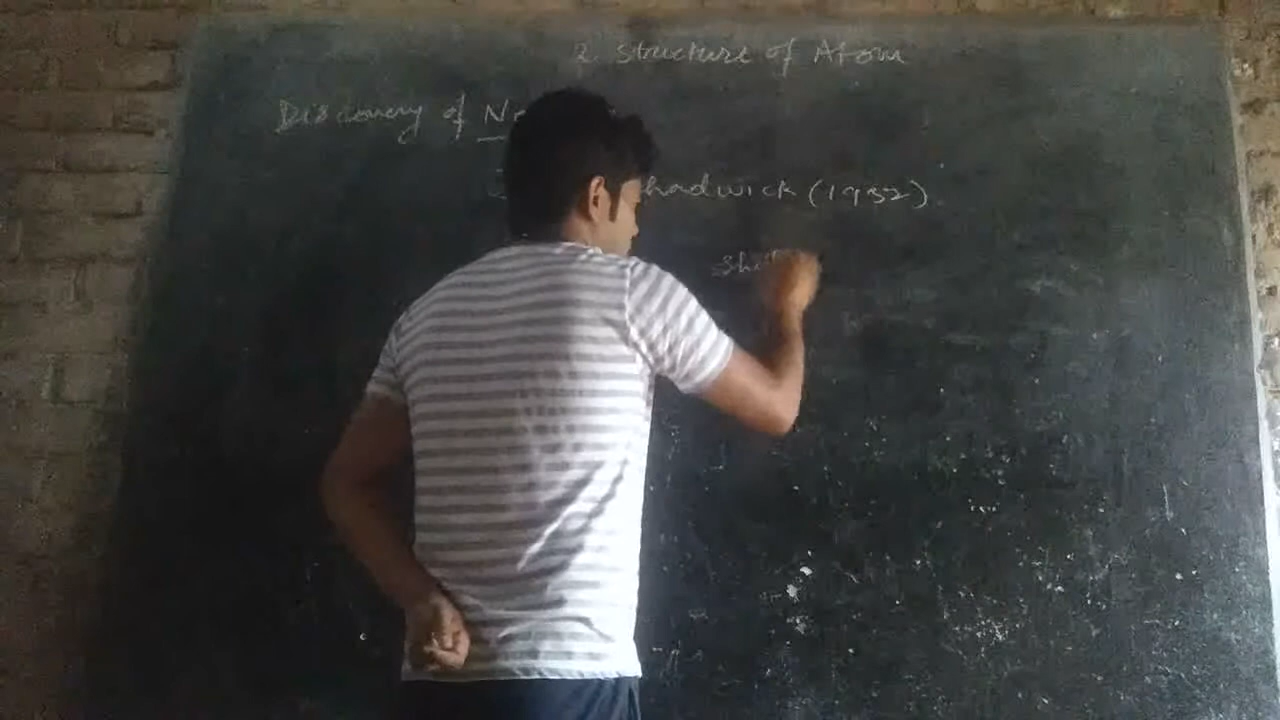 2. Structure of Atom
Discovery of
hadwick (1932)